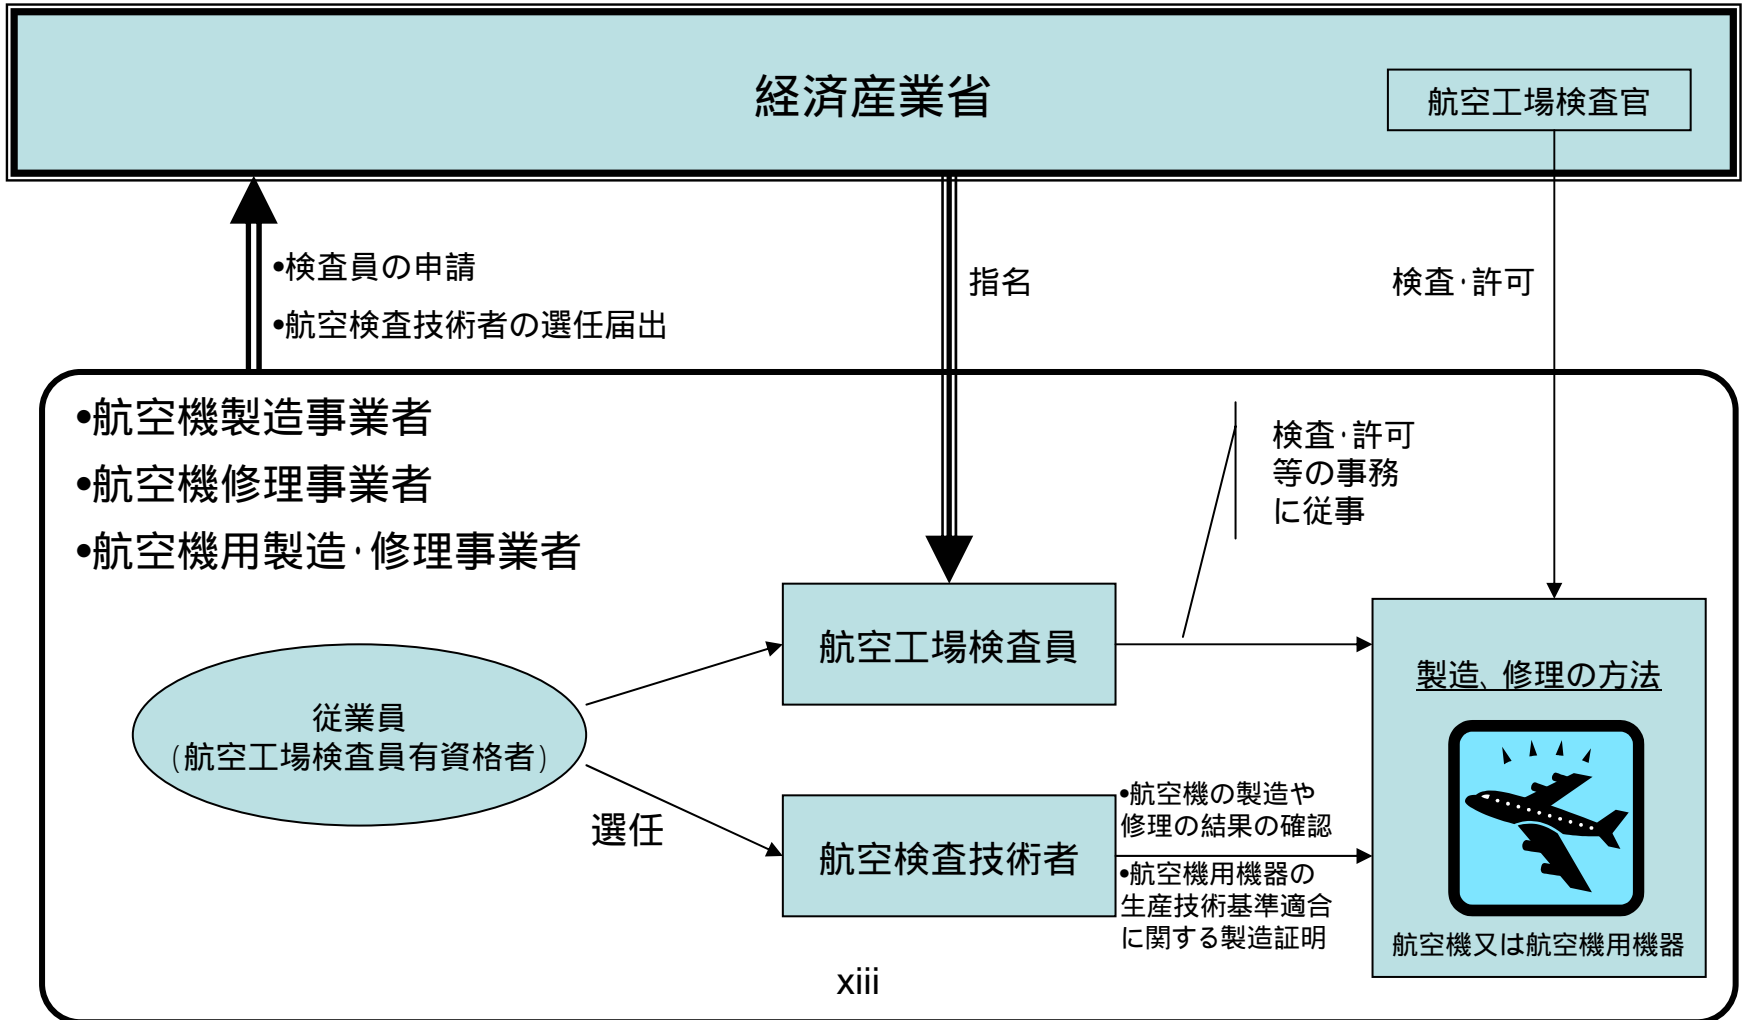 経済産業省
航空工場検査官
•検査員の申請
•航空検査技術者の選任届出
指名
検査・許可
•航空機製造事業者
•航空機修理事業者
•航空機用製造・修理事業者
検査・許可
等の事務
に従事
航空工場検査員
従業員
(航空工場検査員有資格者)
選任
航空検査技術者
•航空機の製造や
修理の結果の確認
•航空機用機器の
生産技術基準適合
に関する製造証明
製造、修理の方法
航空機又は航空機用機器
xiii